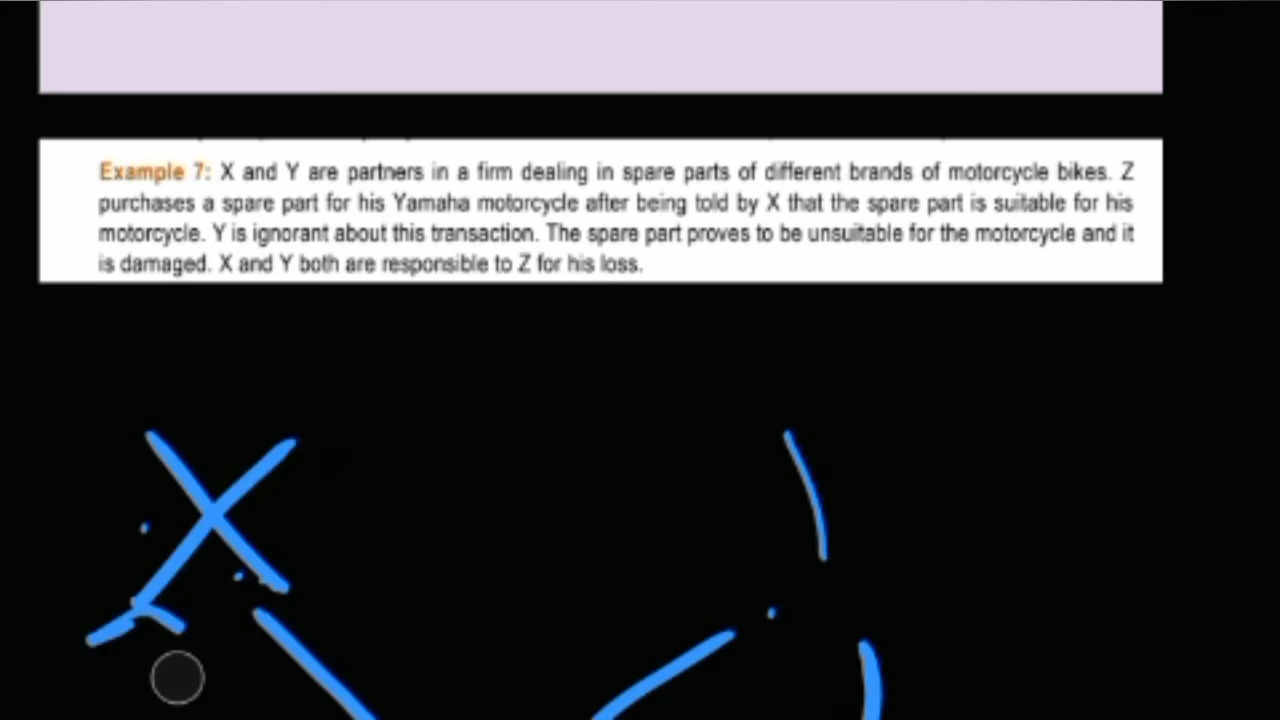 Example 7: X and Y are partners in a firm dealing in spare parts of different brands of motorcycle bikes. Z
purchases a spare part for his Yamaha motorcycle after being told by X that the spare part is suitable for his
motorcycle. Y is ignorant about this transaction. The spare part proves to be unsuitable for the motorcycle and it
is damaged. X and Y both are responsible to Z for his loss.
X